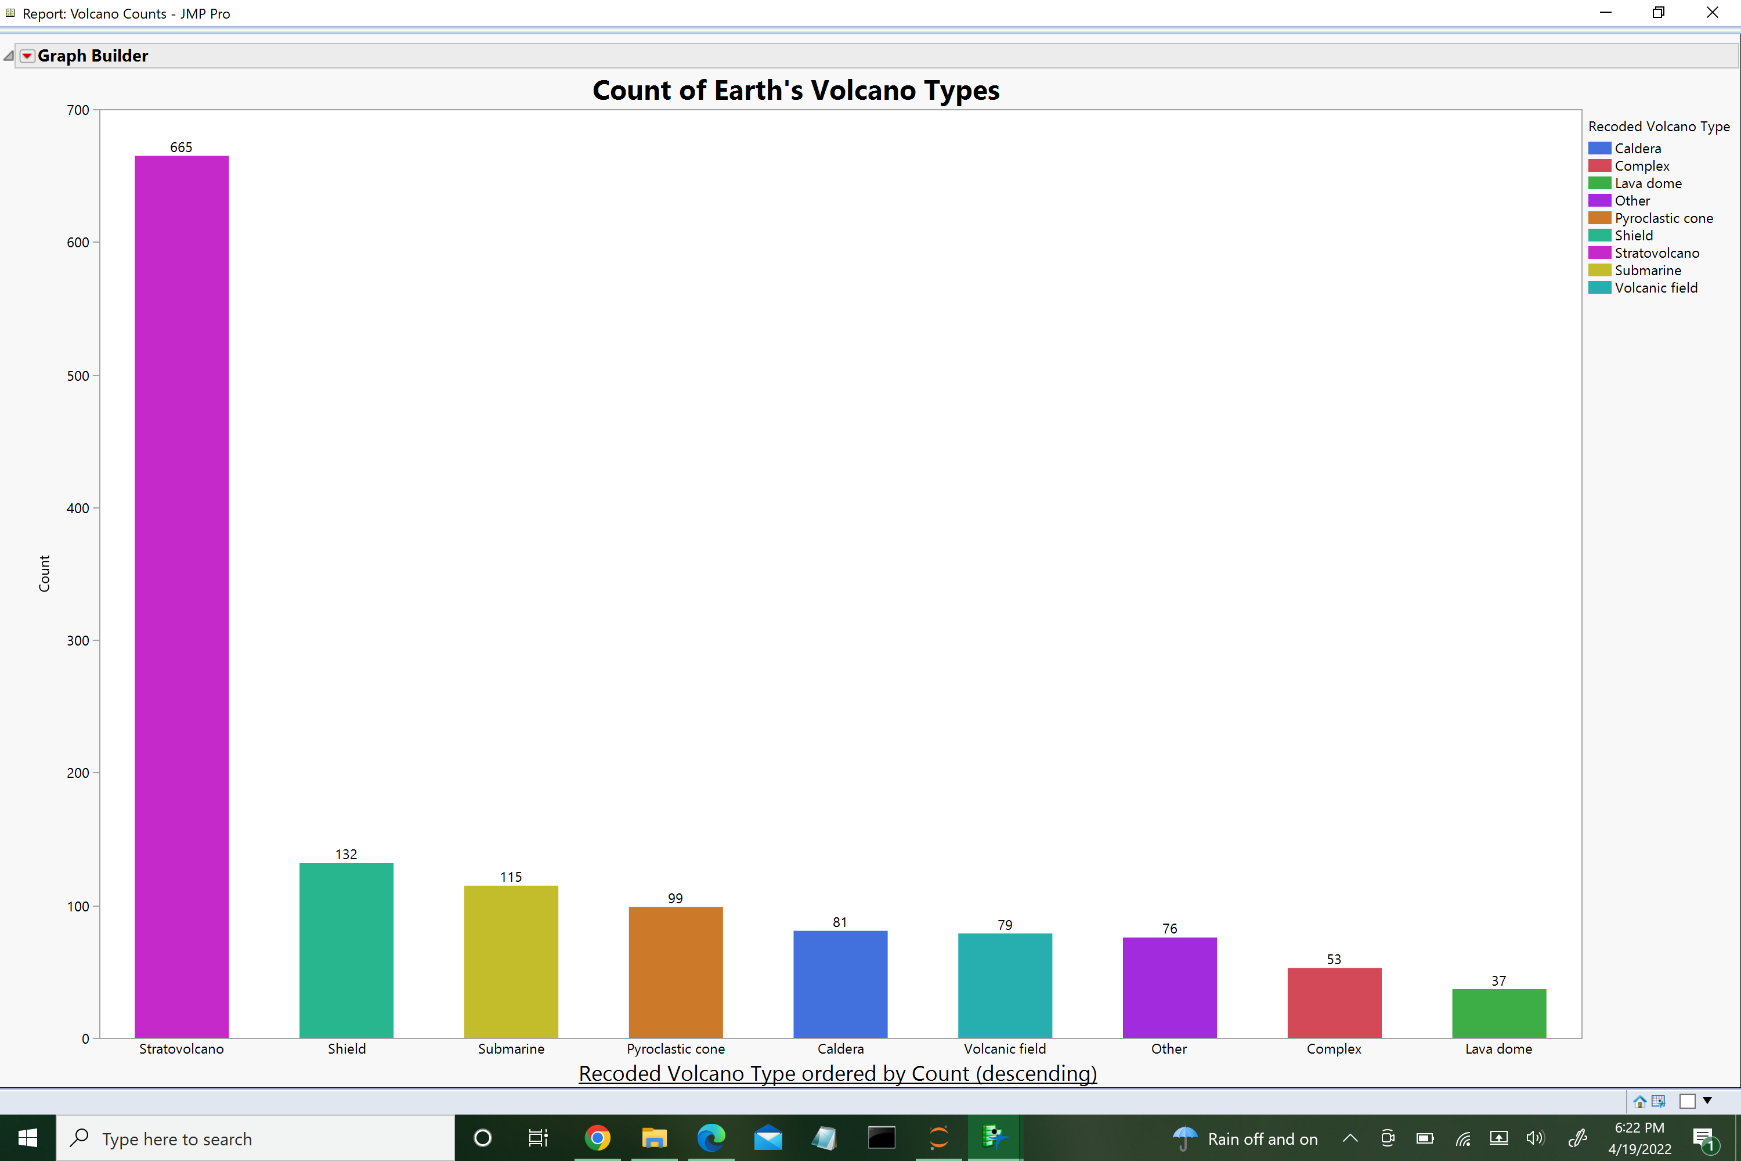 Report: Volcano Counts - JMP Pro
Graph Builder
Count of Earth's Volcano Types
700
600
500
400
300
200
100
0
Count
665
132
115
99
81
79
76
53
37
Stratovolcano
Shield
Submarine
Pyroclastic cone
Caldera
Volcanic field
Other
Complex
Lava dome
Recoded Volcano Type ordered by Count (descending)
Recoded Volcano Type
Caldera
Complex
Lava dome
Other
Pyroclastic cone
Shield
Stratovolcano
Submarine
Volcanic field
Type here to search
Rain off and on
6:22 PM
4/19/2022
1